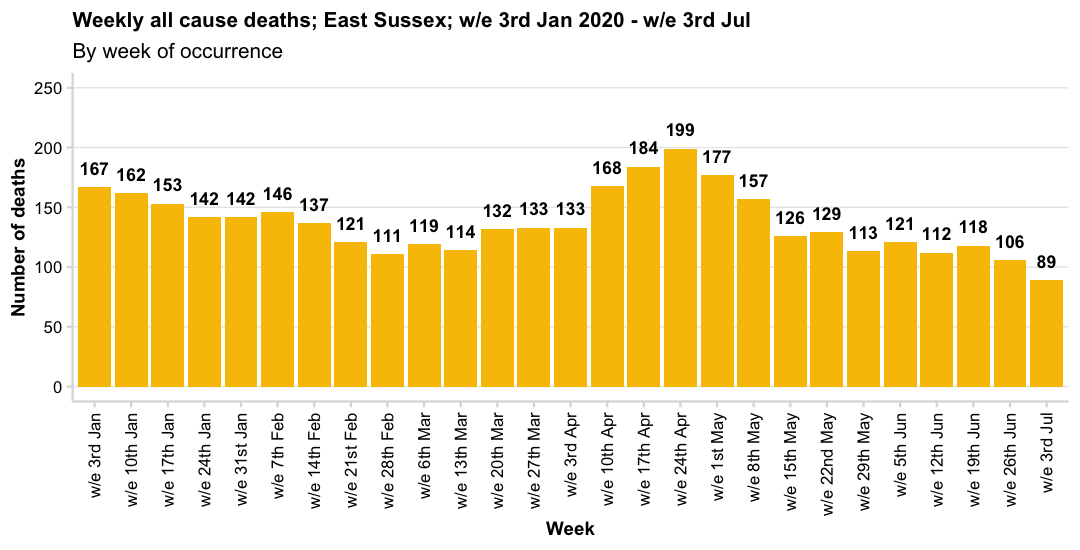 Weekly all cause deaths; East Sussex; w/e 3rd Jan 2020 - w/e 3rd Jul
By week of occurrence
Number of deaths
250
200
150
100
50
0
167
162
153
142
142
146
137
121
111
119
114
132
133
133
168
184
199
177
157
126
129
113
121
112
118
106
89
w/e 3rd Jan
w/e 10th Jan
w/e 17th Jan
w/e 24th Jan
w/e 31st Jan
w/e 7th Feb
w/e 14th Feb
w/e 21st Feb
w/e 28th Feb
w/e 6th Mar
w/e 13th Mar
w/e 20th Mar
w/e 27th Mar
w/e 3rd Apr
w/e 10th Apr
w/e 17th Apr
w/e 24th Apr
w/e 1st May
w/e 8th May
w/e 15th May
w/e 22nd May
w/e 29th May
w/e 5th Jun
w/e 12th Jun
w/e 19th Jun
w/e 26th Jun
w/e 3rd Jul
Week